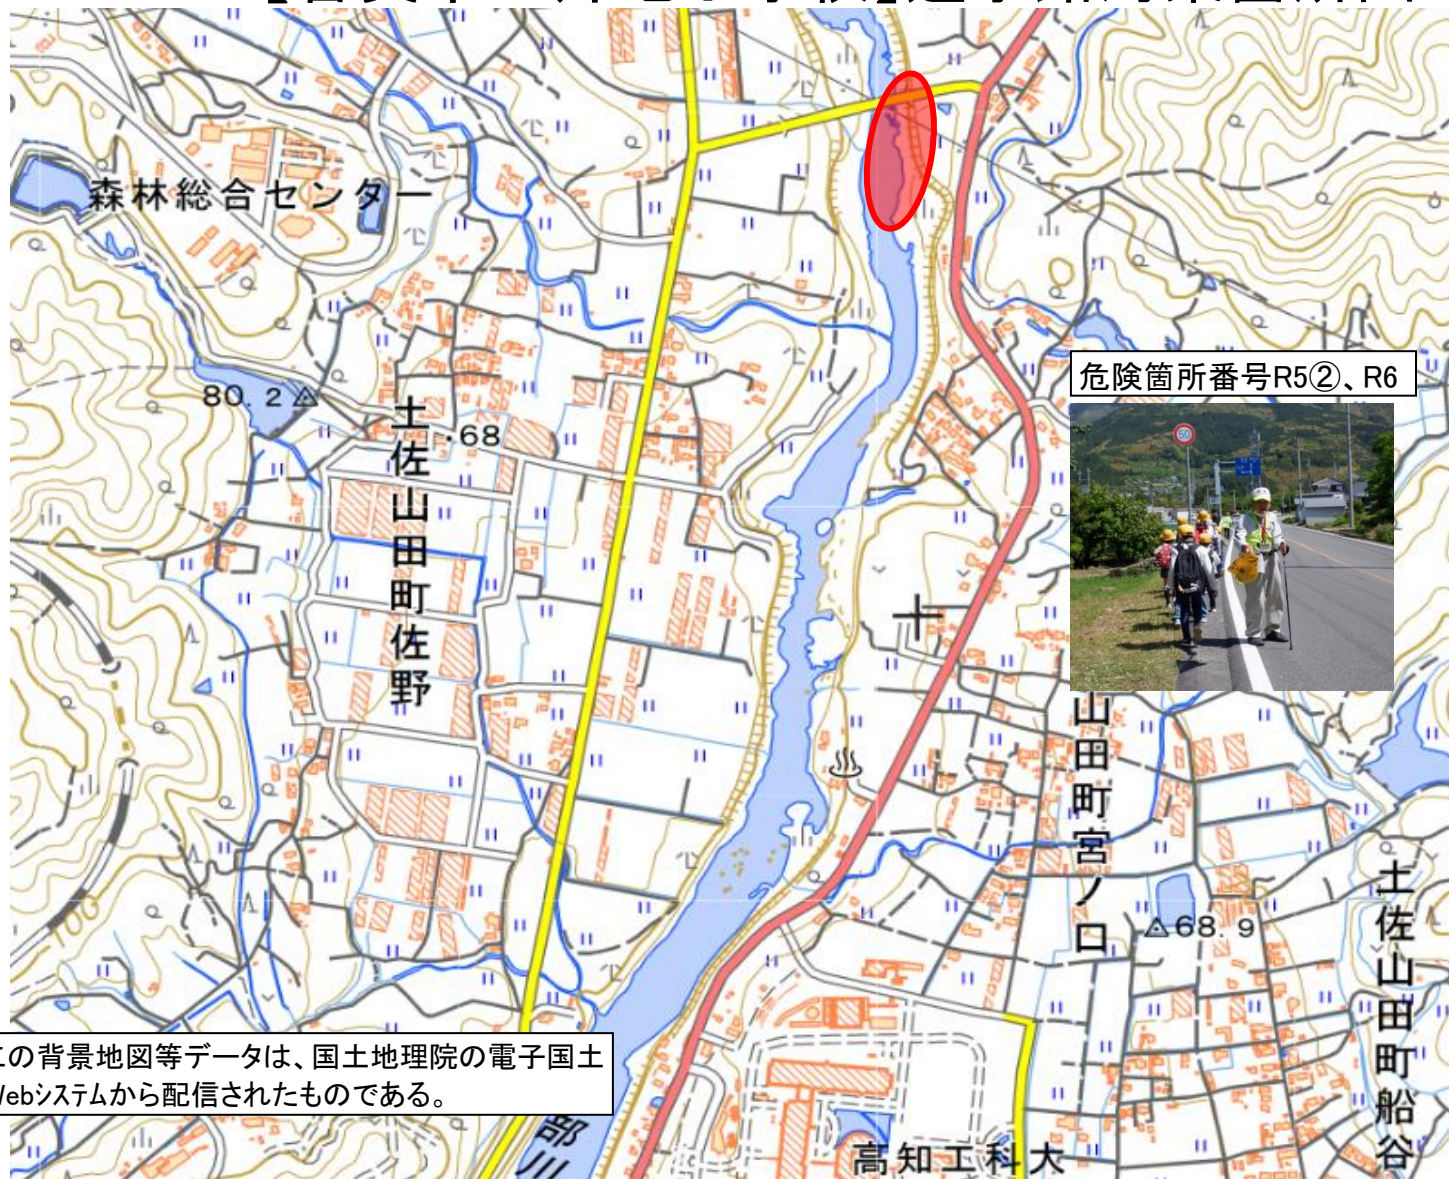 森林総合センター
危険箇所番号R5②、R6
50
80.2
・68
土佐山田町佐野
山田町宮ノ口
68.9
土佐山田町船谷
の背景地図等データは、国土地理院の電子国土
Webシステムから配信されたものである。
部川
高知工科大